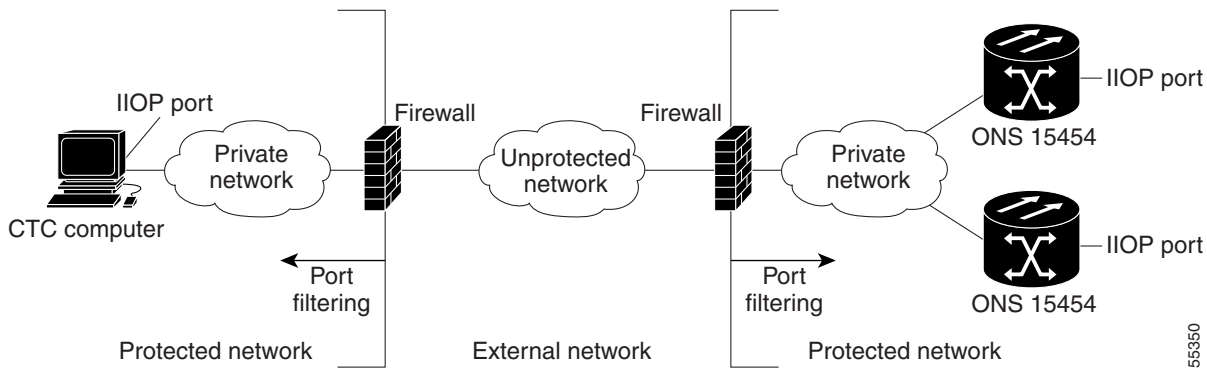 IIOP port
Private
network
CTC computer
Firewall
Unprotected
network
Firewall
Private
network
IIOP port
ONS 15454
IIOP port
ONS 15454
Port
filtering
Port
filtering
Protected network
External network
Protected network
55350